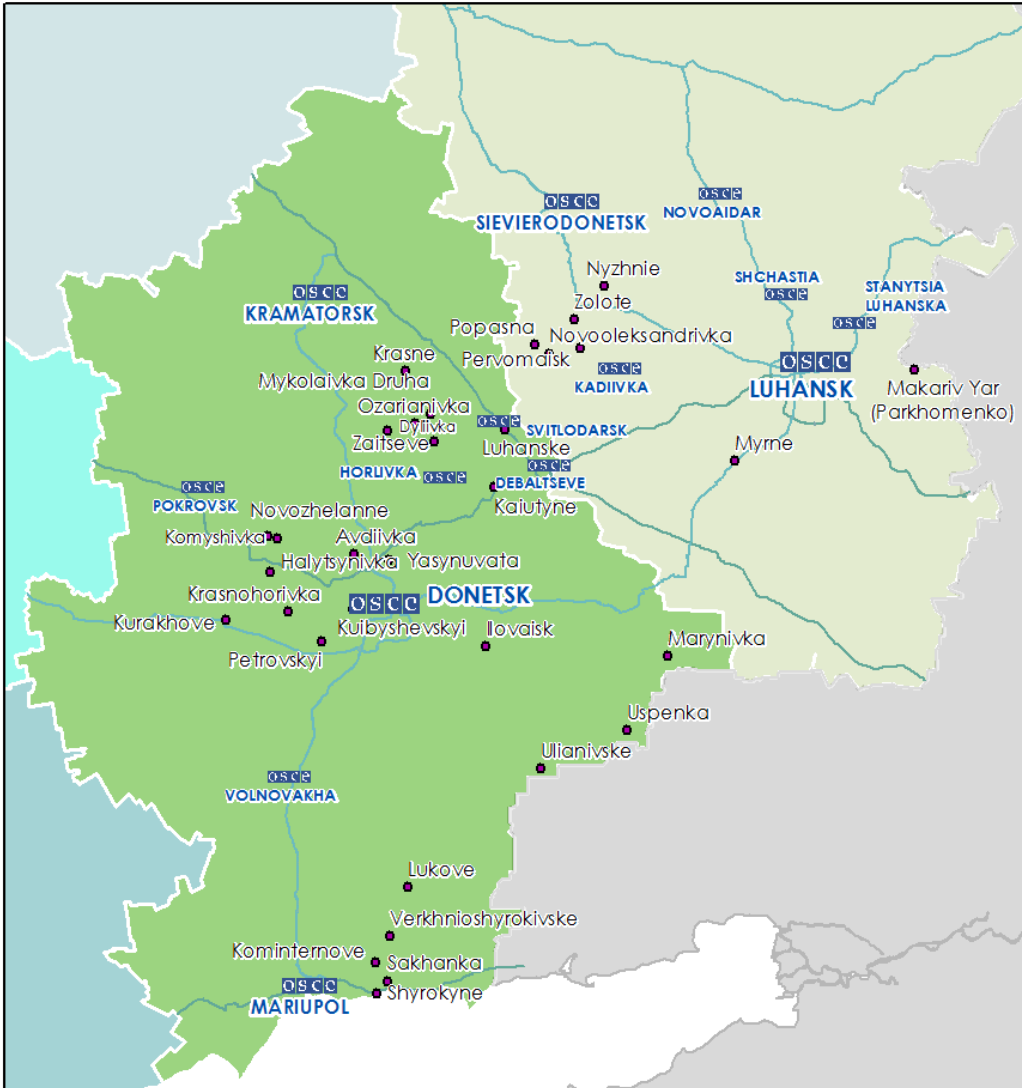 osce
SIEVIERODONETSK
osce
NOVOAIDAR
Nyzhnie
SHCHASTIA
osce
STANYTSIA
LUHANSKA
osce
osce
KRAMATORSK
Zolote
Popasna
Novooleksandrivka
Pervomaisk
osce
KADIIVKA
osce
LUHANSK
Makariv Yar
(Parkhomenko)
Krasne
Mykolaivka Druha
Ozarianivka
Dyliivka
Zaitseve
osce
SVITLODARSK
Luhanske
Myrne
HORLIVKA
osce
osce
DEBALTSEVE
Kaiutyne
osce
POKROVSK
Novozhelanne
Komyshivka
Avdiivka
Halytsynivka
Yasynuvata
Krasnohorivka
osce
DONETSK
Kurakhove
Kuibyshevskyi
Ilovaisk
Petrovskyi
Marynivka
Uspenka
Ulianivske
osce
VOLNOVAKHA
Lukove
Verkhnioshyrokivske
Kominternove
Sakhanka
osce
Shyrokyne
MARIUPOL